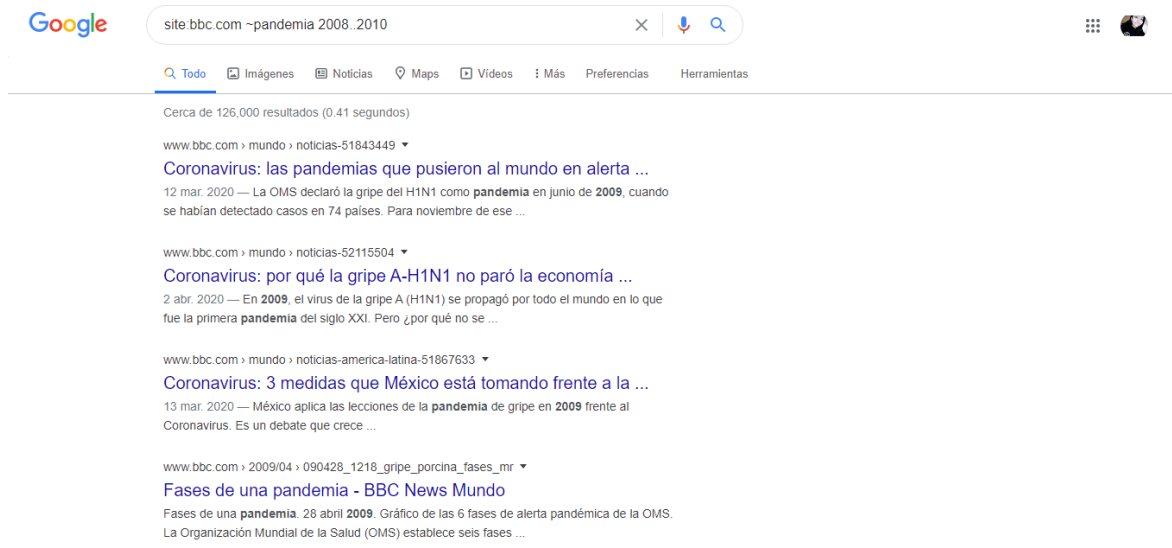 Google
site:bbc.com ~pandemia 2008..2010
Todo Imágenes Noticias Maps Vídeos Más Preferencias Herramientas
Cerca de 126,000 resultados (0.41 segundos)
www.bbc.com › mundo › noticias-51843449
Coronavirus: las pandemias que pusieron al mundo en alerta ...
12 mar. 2020 — La OMS declaró la gripe del H1N1 como pandemia en junio de 2009, cuando
se habían detectado casos en 74 países. Para noviembre de ese ...
www.bbc.com › mundo › noticias-52115504
Coronavirus: por qué la gripe A-H1N1 no paró la economía ...
2 abr. 2020 — En 2009, el virus de la gripe A (H1N1) se propagó por todo el mundo en lo que
fue la primera pandemia del siglo XXI. Pero ¿por qué no se ...
www.bbc.com › mundo › noticias-america-latina-51867633
Coronavirus: 3 medidas que México está tomando frente a la ...
13 mar. 2020 — México aplica las lecciones de la pandemia de gripe en 2009 frente al
Coronavirus. Es un debate que crece ...
www.bbc.com › 2009/04 › 090428_1218_gripe_porcina_fases_mr
Fases de una pandemia - BBC News Mundo
Fases de una pandemia. 28 abril 2009. Gráfico de las 6 fases de alerta pandémica de la OMS.
La Organización Mundial de la Salud (OMS) establece seis fases ...